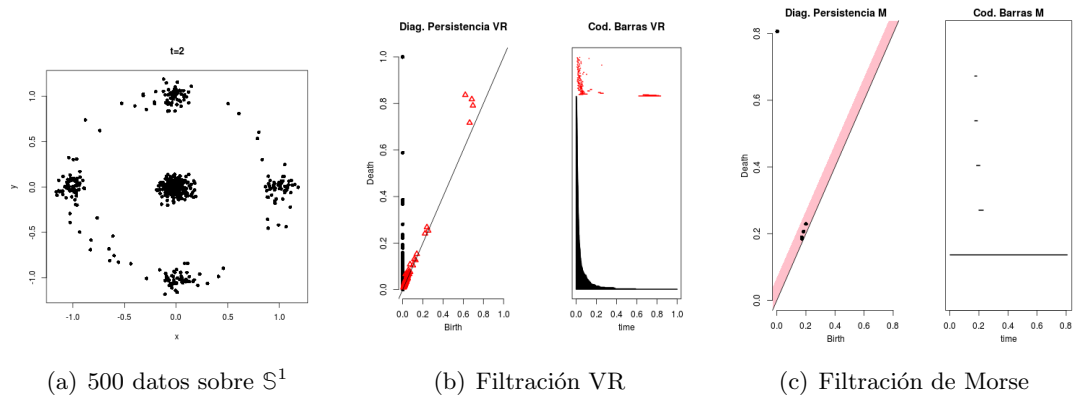 t=2
1.0
0.5
0.0
-0.5
-1.0
y
-1.0 -0.5 0.0 0.5 1.0
x
(a) 500 datos sobre 𝕊¹
Diag. Persistencia VR
1.0
0.8
0.6
0.4
0.2
0.0
Death
0.0 0.2 0.4 0.6 0.8 1.0
Birth
Cod. Barras VR
0.0 0.2 0.4 0.6 0.8 1.0
time
(b) Filtración VR
Diag. Persistencia M
0.8
0.6
0.4
0.2
0.0
Death
0.0 0.2 0.4 0.6 0.8
Birth
Cod. Barras M
0.0 0.2 0.4 0.6 0.8
time
(c) Filtración de Morse